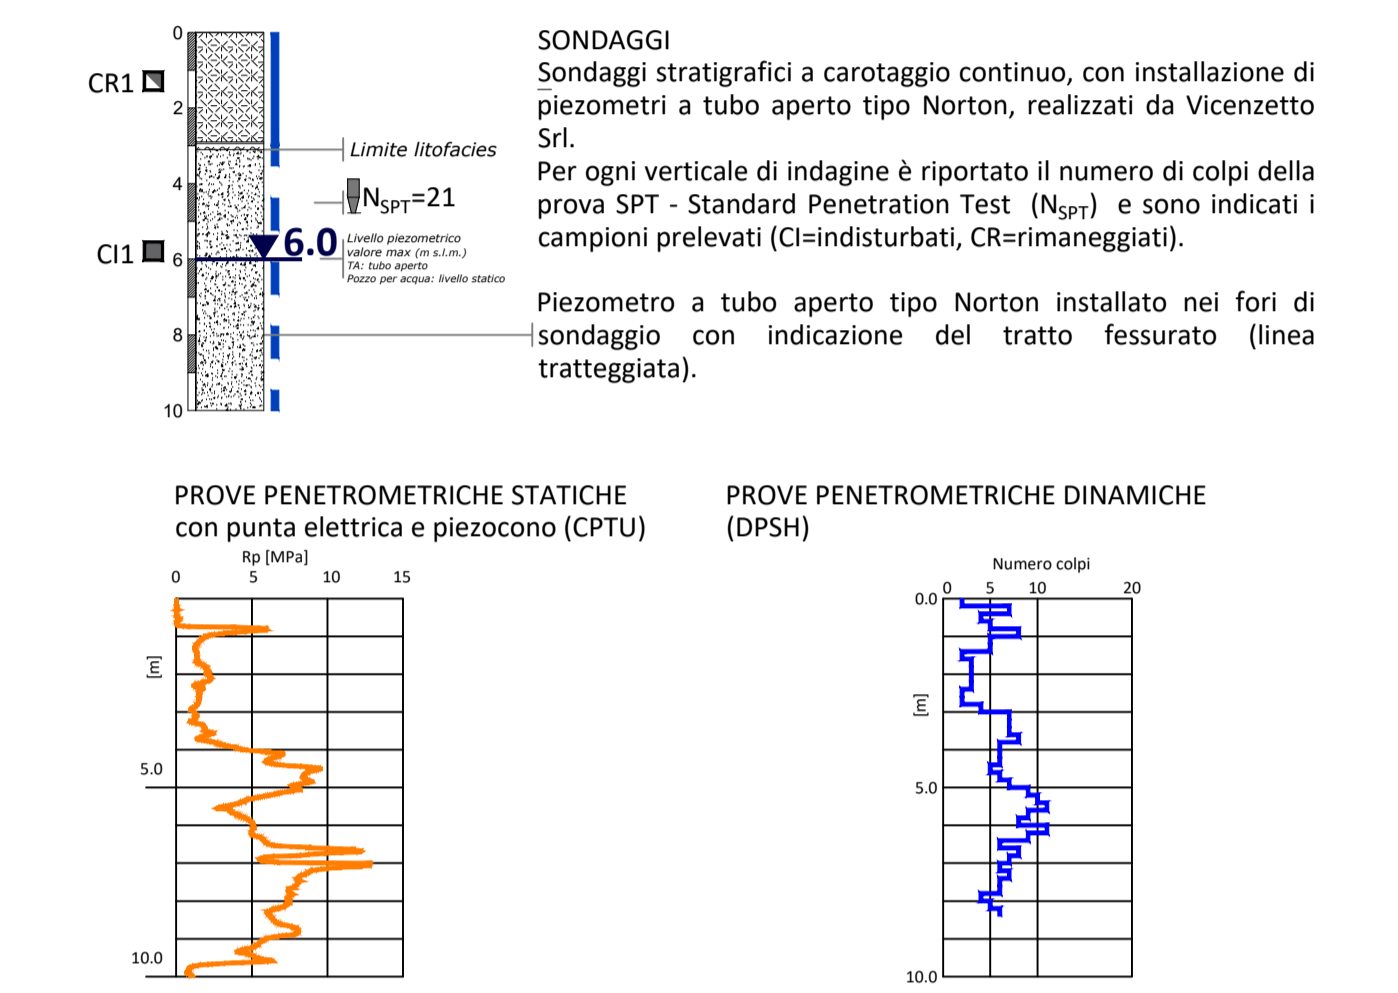 0
CR1
2
Limite litofacies
4
NSPT=21
CI1
6
6.0
Livello piezometrico
valore max (m s.l.m.)
TA: tubo aperto
Pozzo per acqua: livello statico
8
10
SONDAGGI
Sondaggi stratigrafici a carotaggio continuo, con installazione di
piezometri a tubo aperto tipo Norton, realizzati da Vicenzetto
Srl.
Per ogni verticale di indagine è riportato il numero di colpi della
prova SPT - Standard Penetration Test (NSPT) e sono indicati i
campioni prelevati (CI=indisturbati, CR=rimaneggiati).
Piezometro a tubo aperto tipo Norton installato nei fori di
sondaggio con indicazione del tratto fessurato (linea
tratteggiata).
PROVE PENETROMETRICHE STATICHE
con punta elettrica e piezocono (CPTU)
Rp [MPa]
0 5 10 15
[m]
5.0
10.0
PROVE PENETROMETRICHE DINAMICHE
(DPSH)
Numero colpi
0 5 10 20
0.0
[m]
5.0
10.0